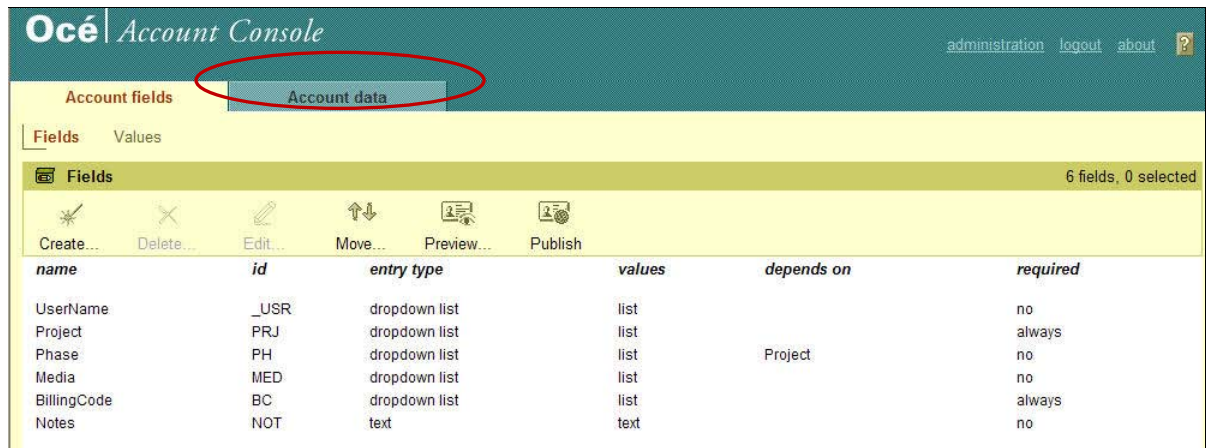 Océ Account Console
administration logout about ?
Account fields Account data
Fields Values
Fields 6 fields, 0 selected
Create... Delete... Edit... Move... Preview... Publish
name id entry type values depends on required
UserName _USR dropdown list list no
Project PRJ dropdown list list always
Phase PH dropdown list list Project no
Media MED dropdown list list no
BillingCode BC dropdown list list always
Notes NOT text text no